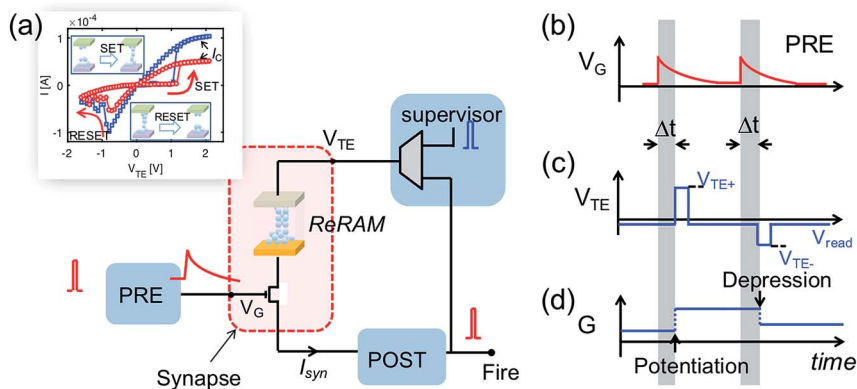 (a)
×10⁻⁴
1
0
-1
I [A]
SET
I_C
SET
RESET
RESET
-2
-1
0
1
2
V_TE [V]
V_TE
supervisor
ReRAM
PRE
V_G
Synapse
I_syn
POST
Fire
(b)
PRE
V_G
Δt
Δt
(c)
V_TE
V_TE+
V_read
V_TE-
Depression
(d)
G
Potentiation
time